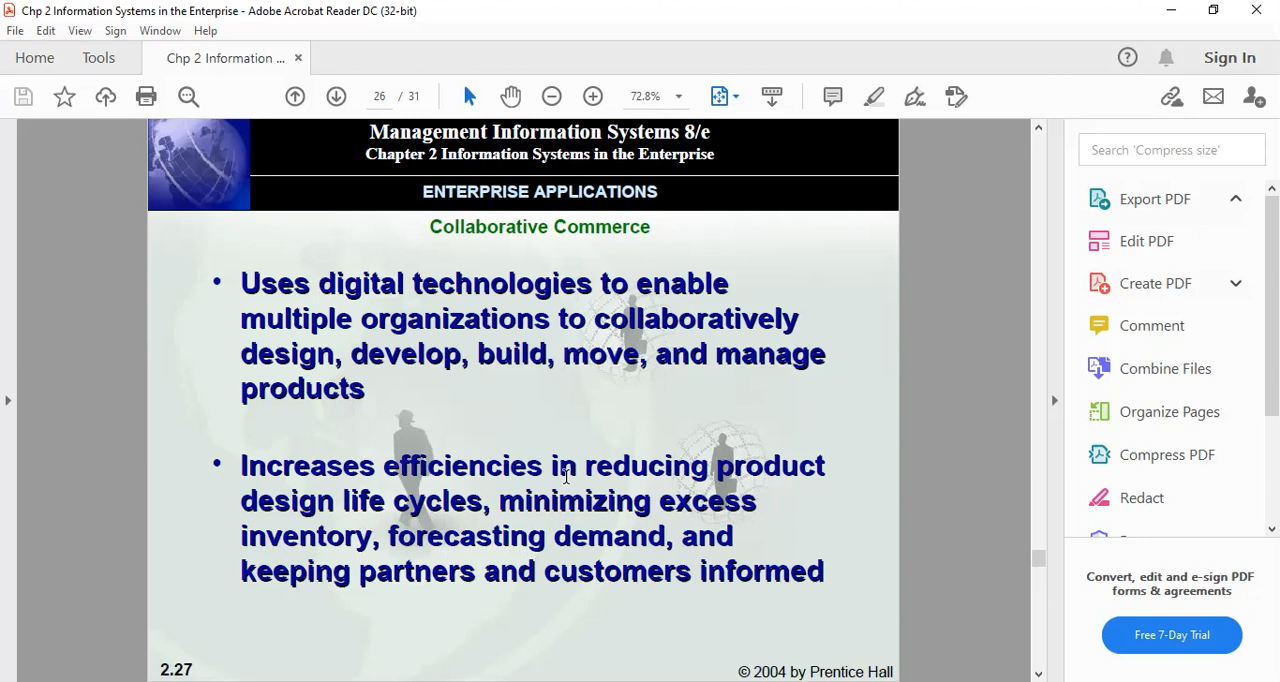 Chp 2 Information Systems in the Enterprise - Adobe Acrobat Reader DC (32-bit)
File Edit View Sign Window Help
Home Tools Chp 2 Information ... × Sign In
26 / 31 72.8%
Management Information Systems 8/e
Chapter 2 Information Systems in the Enterprise
ENTERPRISE APPLICATIONS
Collaborative Commerce
• Uses digital technologies to enable
multiple organizations to collaboratively
design, develop, build, move, and manage
products
• Increases efficiencies in reducing product
design life cycles, minimizing excess
inventory, forecasting demand, and
keeping partners and customers informed
2.27
© 2004 by Prentice Hall
Search 'Compress size'
Export PDF
Edit PDF
Create PDF
Comment
Combine Files
Organize Pages
Compress PDF
Redact
Convert, edit and e-sign PDF
forms & agreements
Free 7-Day Trial